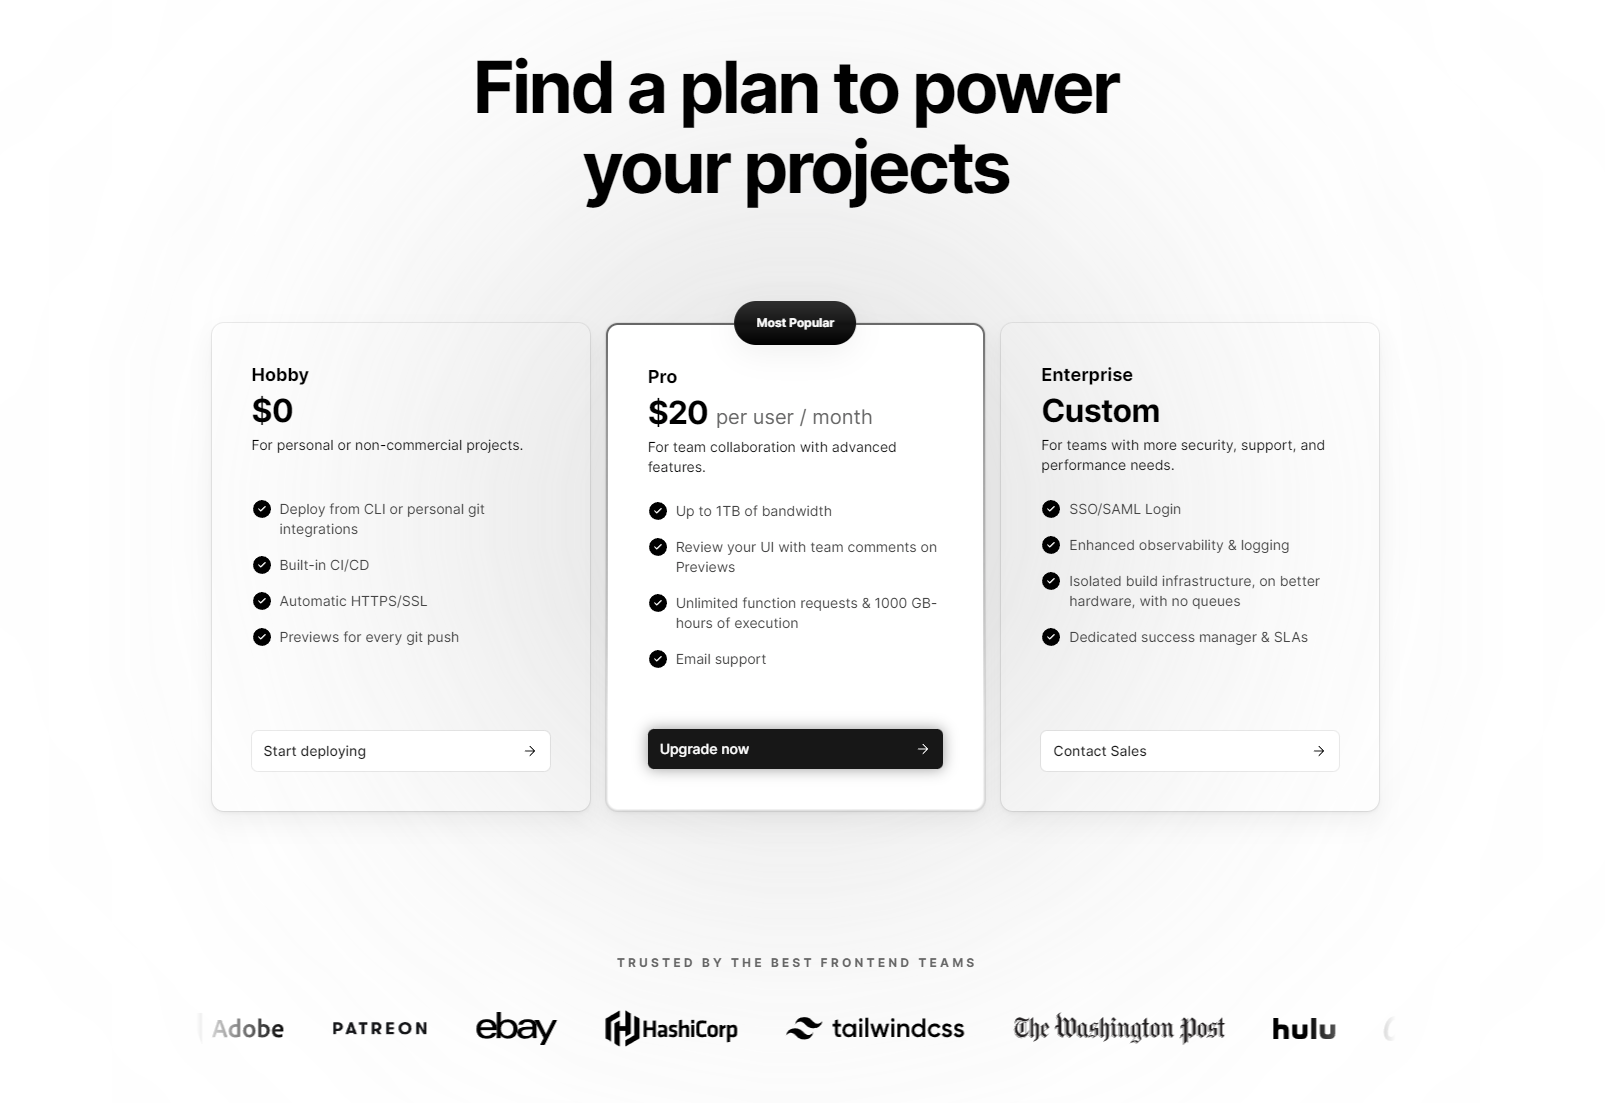 Find a plan to power
your projects
Most Popular
Hobby
$0
For personal or non-commercial projects.
Deploy from CLI or personal git
integrations
Built-in CI/CD
Automatic HTTPS/SSL
Previews for every git push
Start deploying
Pro
$20 per user / month
For team collaboration with advanced
features.
Up to 1TB of bandwidth
Review your UI with team comments on
Previews
Unlimited function requests & 1000 GB-
hours of execution
Email support
Upgrade now
Enterprise
Custom
For teams with more security, support, and
performance needs.
SSO/SAML Login
Enhanced observability & logging
Isolated build infrastructure, on better
hardware, with no queues
Dedicated success manager & SLAs
Contact Sales
TRUSTED BY THE BEST FRONTEND TEAMS
Adobe PATREON ebay HashiCorp tailwindcss The Washington Post hulu